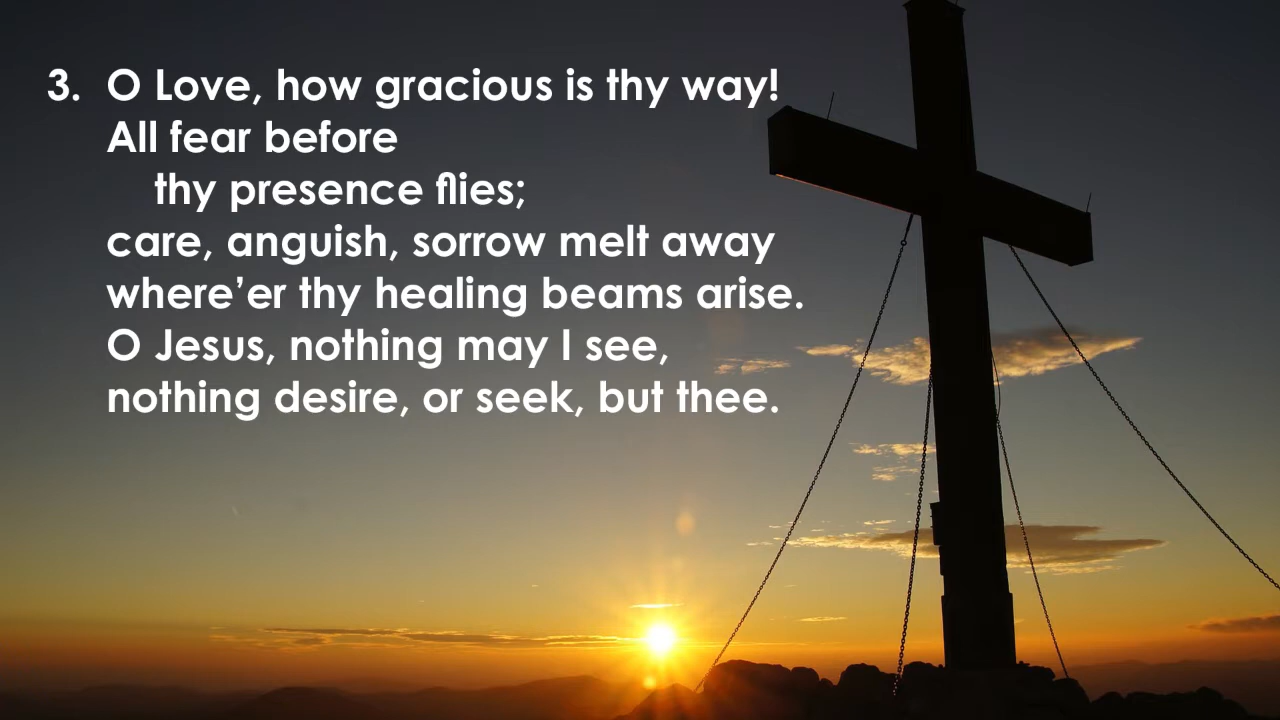 3. O Love, how gracious is thy way!
All fear before
thy presence flies;
care, anguish, sorrow melt away
where’er thy healing beams arise.
O Jesus, nothing may I see,
nothing desire, or seek, but thee.